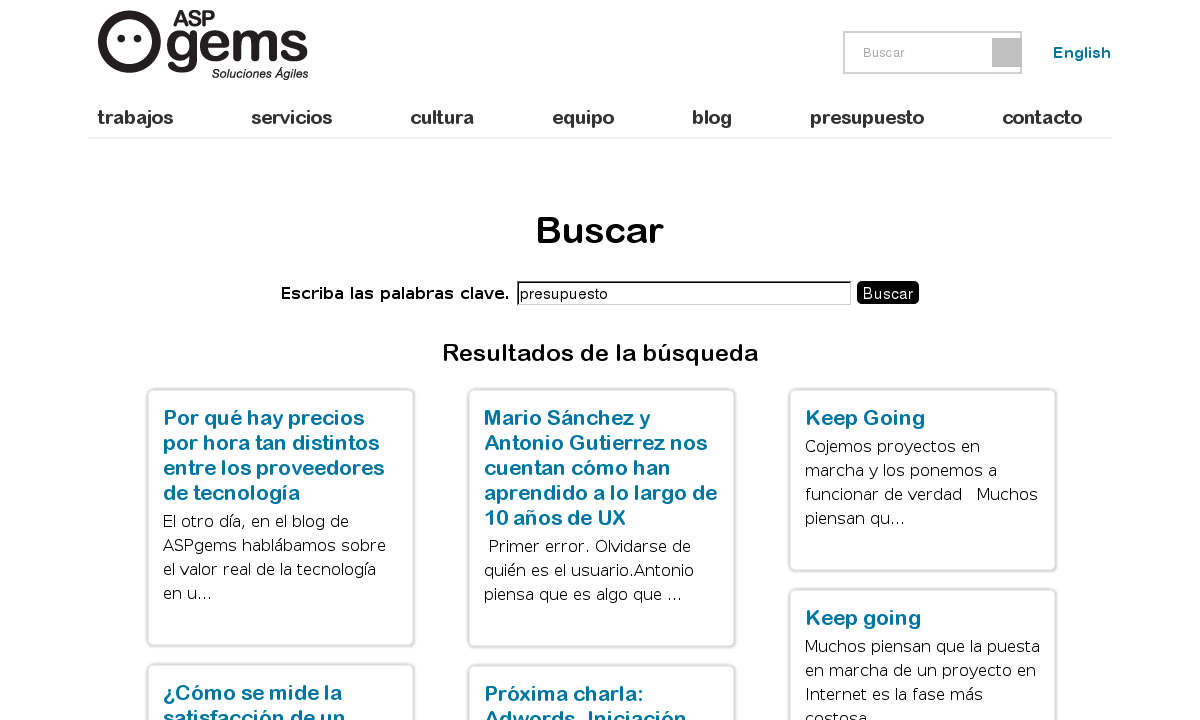 ASP
gems
Soluciones Ágiles
Buscar
English
trabajos servicios cultura equipo blog presupuesto contacto
Buscar
Escriba las palabras clave. presupuesto Buscar
Resultados de la búsqueda
Por qué hay precios
por hora tan distintos
entre los proveedores
de tecnología
El otro día, en el blog de
ASPgems hablábamos sobre
el valor real de la tecnología
en u...
Mario Sánchez y
Antonio Gutierrez nos
cuentan cómo han
aprendido a lo largo de
10 años de UX
Primer error. Olvidarse de
quién es el usuario.Antonio
piensa que es algo que ...
Keep Going
Cojemos proyectos en
marcha y los ponemos a
funcionar de verdad   Muchos
piensan qu...
Keep going
Muchos piensan que la puesta
en marcha de un proyecto en
Internet es la fase más
costosa
¿Cómo se mide la
satisfacción de un
Próxima charla:
Adwords. Iniciación